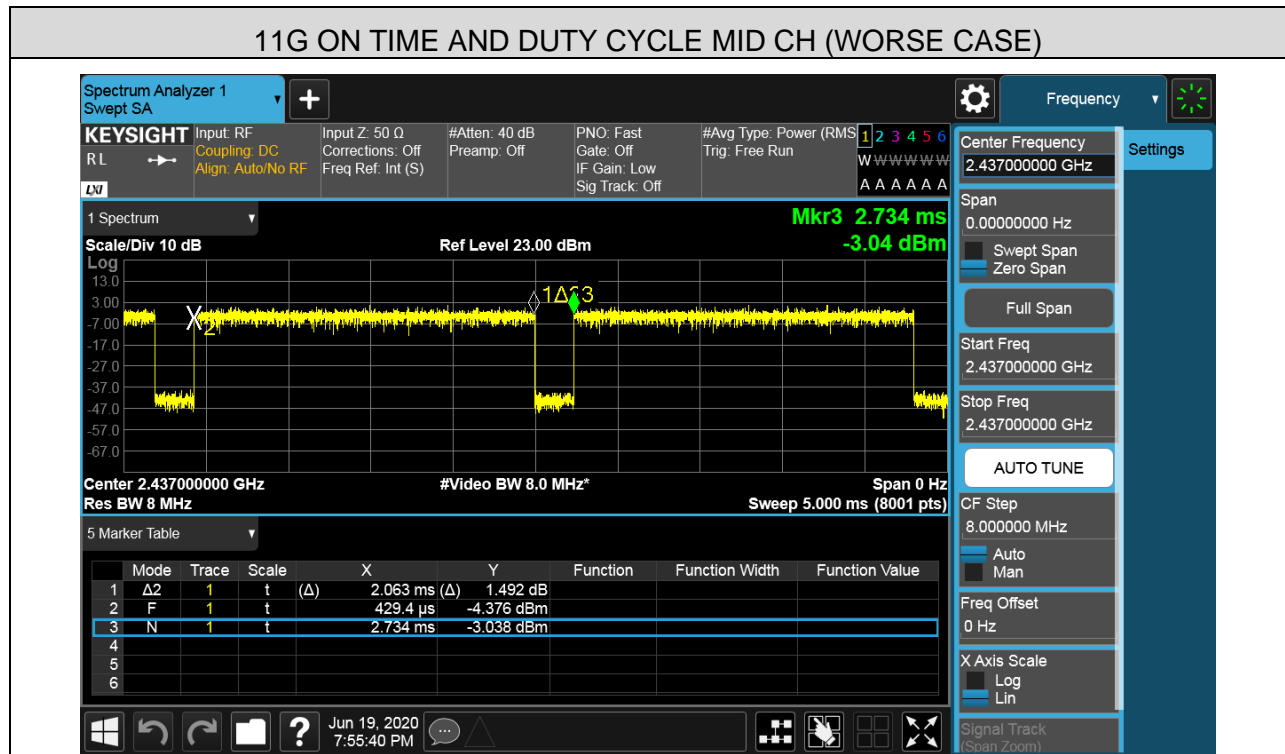 11G ON TIME AND DUTY CYCLE MID CH (WORSE CASE)
Spectrum Analyzer 1
Swept SA
Frequency
KEYSIGHT
RL
LXI
Input: RF
Coupling: DC
Align: Auto/No RF
Input Z: 50 Ω
Corrections: Off
Freq Ref: Int (S)
#Atten: 40 dB
Preamp: Off
PNO: Fast
Gate: Off
IF Gain: Low
Sig Track: Off
#Avg Type: Power (RMS
Trig: Free Run
1 2 3 4 5 6
W W W W W W
A A A A A A
1 Spectrum
Scale/Div 10 dB
Ref Level 23.00 dBm
Mkr3 2.734 ms
-3.04 dBm
Log
13.0
3.00
-7.00
-17.0
-27.0
-37.0
-47.0
-57.0
-67.0
X2
1Δ
3
Center 2.437000000 GHz
#Video BW 8.0 MHz*
Span 0 Hz
Res BW 8 MHz
Sweep 5.000 ms (8001 pts)
5 Marker Table
Mode Trace Scale X Y Function Function Width Function Value
1 Δ2 1 t (Δ) 2.063 ms (Δ) 1.492 dB
2 F 1 t 429.4 µs -4.376 dBm
3 N 1 t 2.734 ms -3.038 dBm
4
5
6
Jun 19, 2020
7:55:40 PM
Center Frequency
2.437000000 GHz
Settings
Span
0.00000000 Hz
Swept Span
Zero Span
Full Span
Start Freq
2.437000000 GHz
Stop Freq
2.437000000 GHz
AUTO TUNE
CF Step
8.000000 MHz
Auto
Man
Freq Offset
0 Hz
X Axis Scale
Log
Lin
Signal Track
(Span Zoom)